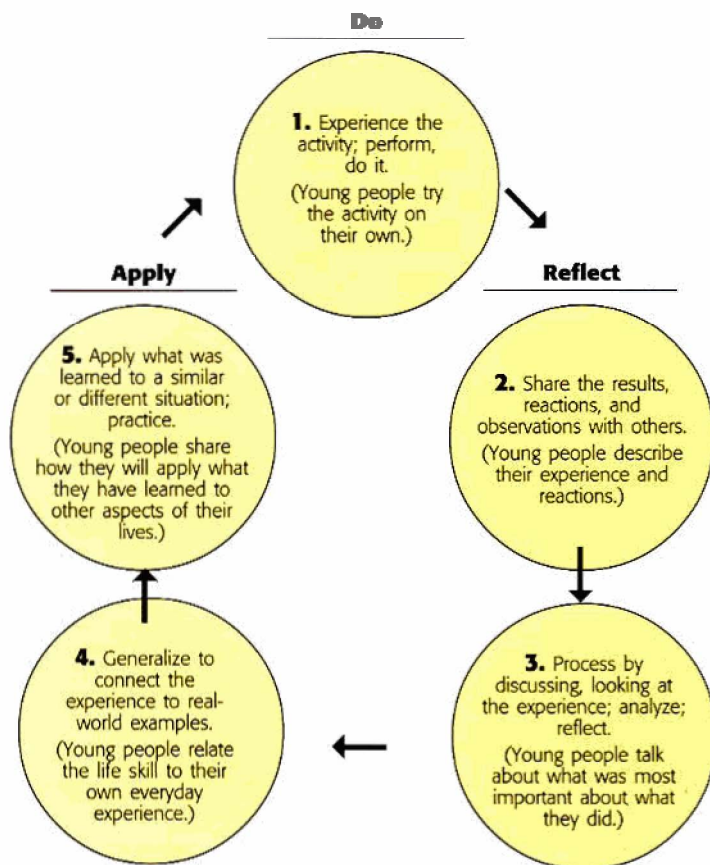 Do
1. Experience the
activity; perform,
do it.
(Young people try
the activity on
their own.)
Reflect
2. Share the results,
reactions, and
observations with others.
(Young people describe
their experience and
reactions.)
3. Process by
discussing, looking at
the experience; analyze;
reflect.
(Young people talk
about what was most
important about what
they did.)
4. Generalize to
connect the
experience to real-
world examples.
(Young people relate
the life skill to their
own everyday
experience.)
Apply
5. Apply what was
learned to a similar
or different situation;
practice.
(Young people share
how they will apply what
they have learned to
other aspects of their
lives.)